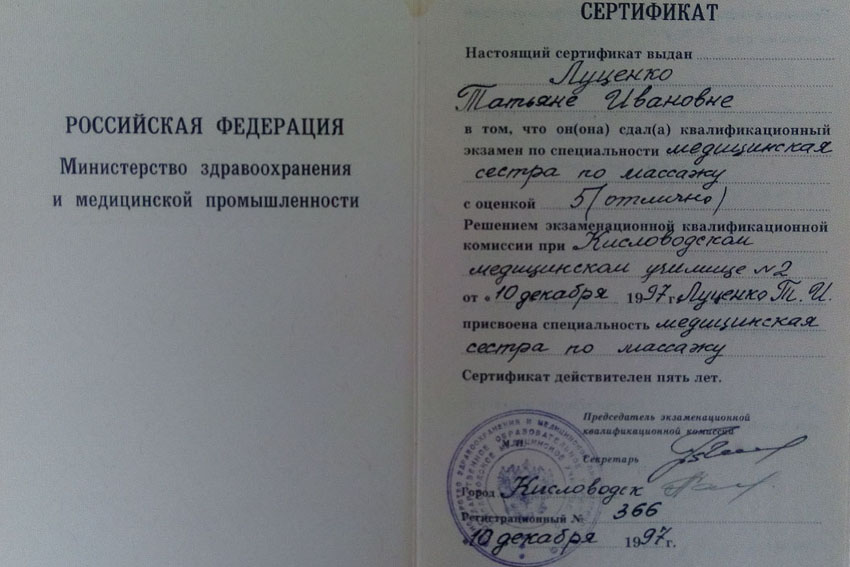 РОССИЙСКАЯ ФЕДЕРАЦИЯ
Министерство здравоохранения
и медицинской промышленности
СЕРТИФИКАТ
Настоящий сертификат выдан
Луценко
Татьяне Ивановне
в том, что он(она) сдал(а) квалификационный
экзамен по специальности медицинская
сестра по массажу
с оценкой 5 (отлично)
Решением экзаменационной квалификационной
комиссии при Кисловодском
медицинском училище №2
от «10 декабря 1997г. Луценко Т. И.
присвоена специальность медицинская
сестра по массажу
Сертификат действителен пять лет.
Председатель экзаменационной
квалификационной комиссии
М.П.
Секретарь
Город Кисловодск
Регистрационный № 366
«10 декабря 1997г.